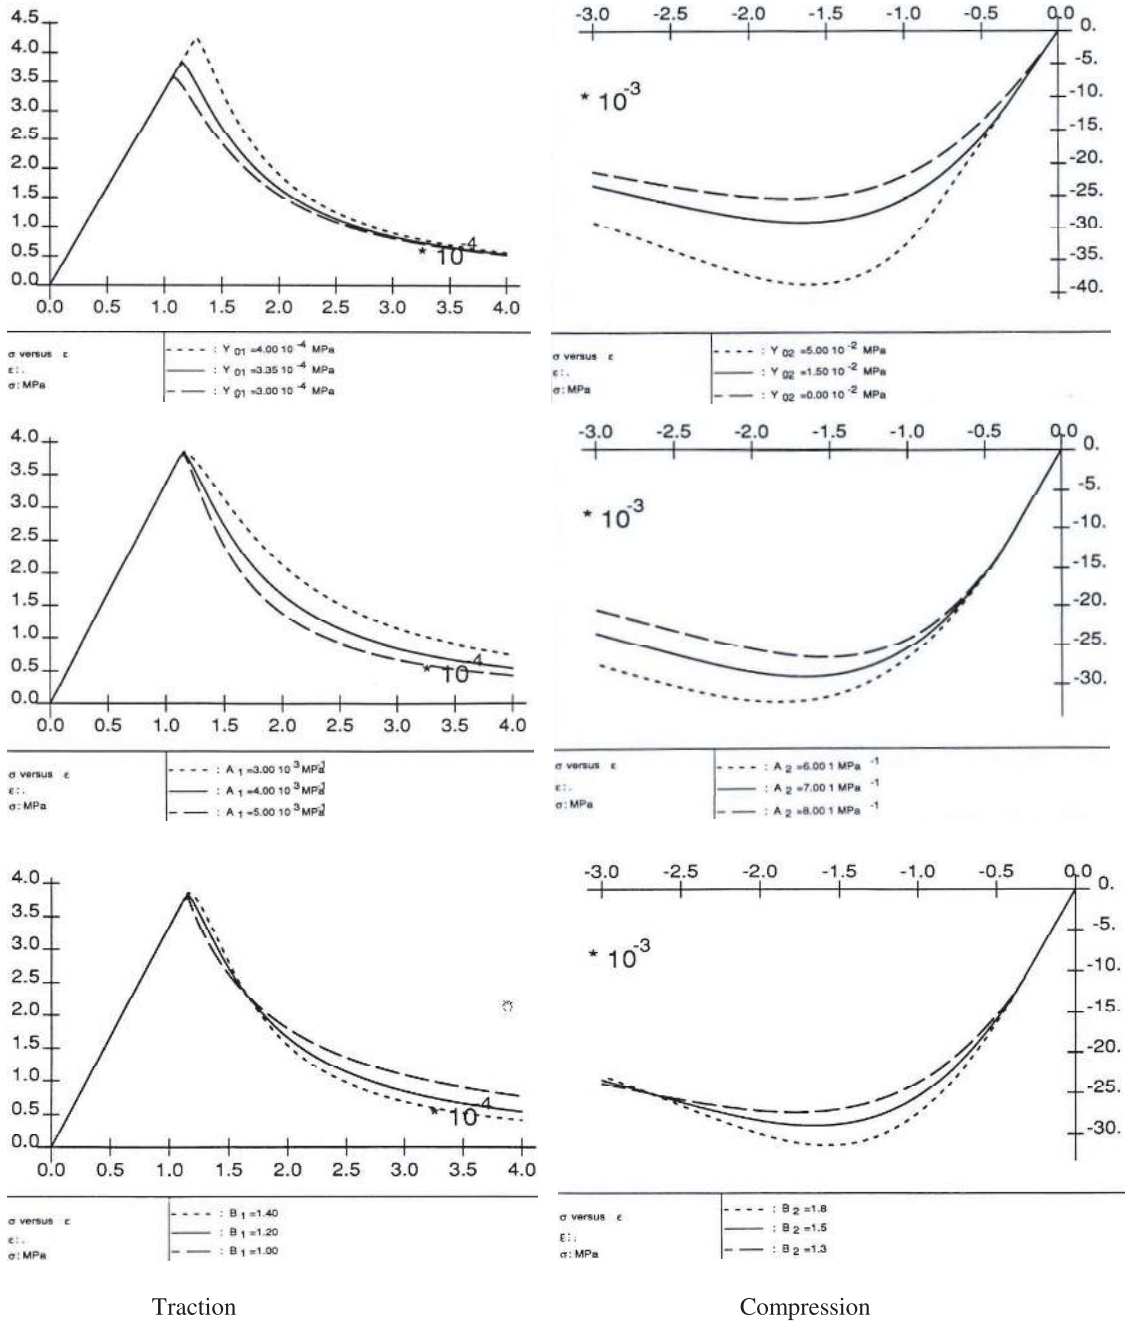 4.5
4.0
3.5
3.0
2.5
2.0
1.5
1.0
0.5
0.0
* 10-4
0.0 0.5 1.0 1.5 2.0 2.5 3.0 3.5 4.0
σ versus ε
ε:.
σ:MPa
: Y 01 =4.00 10 -4 MPa
: Y 01 =3.35 10 -4 MPa
: Y 01 =3.00 10 -4 MPa
-3.0 -2.5 -2.0 -1.5 -1.0 -0.5 0.0
0.
-5.
-10.
-15.
-20.
-25.
-30.
-35.
-40.
* 10-3
σ versus ε
ε:.
σ:MPa
: Y 02 =5.00 10 -2 MPa
: Y 02 =1.50 10 -2 MPa
: Y 02 =0.00 10 -2 MPa
4.0
3.5
3.0
2.5
2.0
1.5
1.0
0.5
0.0
* 10-4
0.0 0.5 1.0 1.5 2.0 2.5 3.0 3.5 4.0
σ versus ε
ε:.
σ:MPa
: A 1 =3.00 10 3 MPa-1
: A 1 =4.00 10 3 MPa-1
: A 1 =5.00 10 3 MPa-1
-3.0 -2.5 -2.0 -1.5 -1.0 -0.5 0.0
0.
-5.
-10.
-15.
-20.
-25.
-30.
* 10-3
σ versus ε
ε:.
σ:MPa
: A 2 =6.00 1 MPa -1
: A 2 =7.00 1 MPa -1
: A 2 =8.00 1 MPa -1
4.0
3.5
3.0
2.5
2.0
1.5
1.0
0.5
0.0
* 10-4
0.0 0.5 1.0 1.5 2.0 2.5 3.0 3.5 4.0
σ versus ε
ε:.
σ:MPa
: B 1 =1.40
: B 1 =1.20
: B 1 =1.00
-3.0 -2.5 -2.0 -1.5 -1.0 -0.5 0.0
0.
-5.
-10.
-15.
-20.
-25.
-30.
* 10-3
σ versus ε
ε:.
σ:MPa
: B 2 =1.8
: B 2 =1.5
: B 2 =1.3
Traction Compression